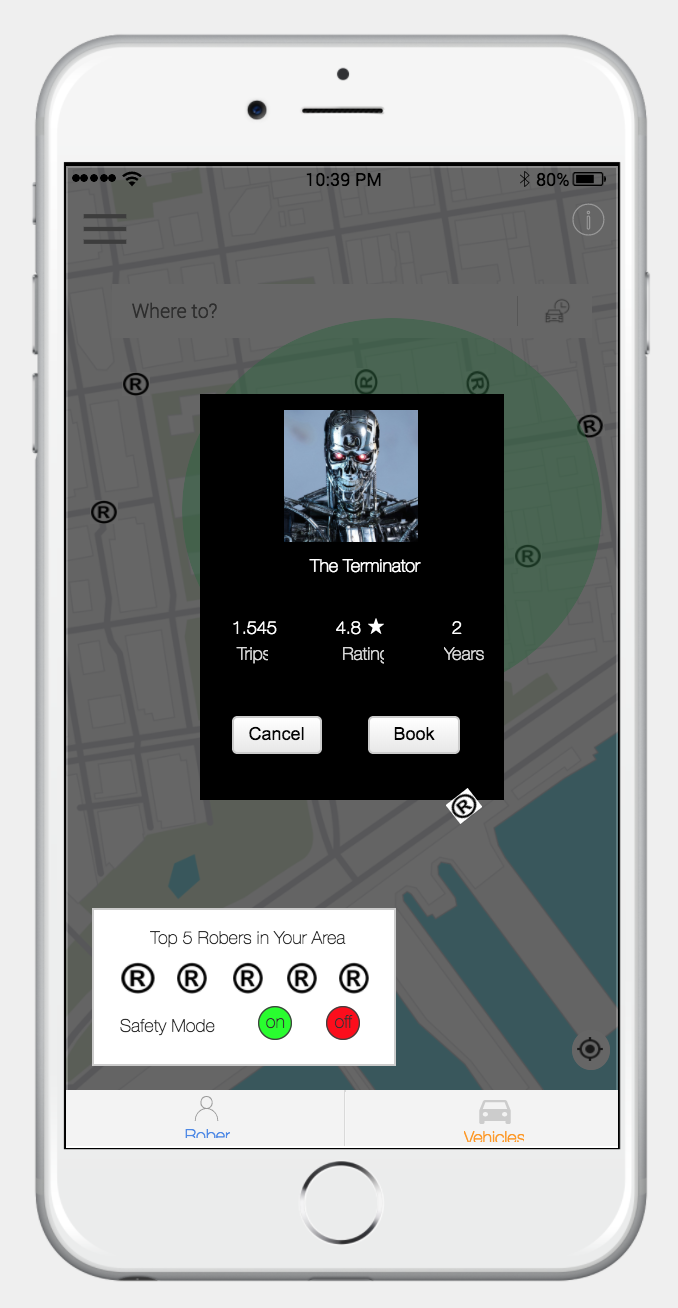 10:39 PM 80%
Where to?
®
®
®
®
®
®
The Terminator
1.545 4.8 ★ 2
Trips Rating Years
Cancel Book
®
Top 5 Robers in Your Area
® ® ® ® ®
Safety Mode on off
Rober Vehicles